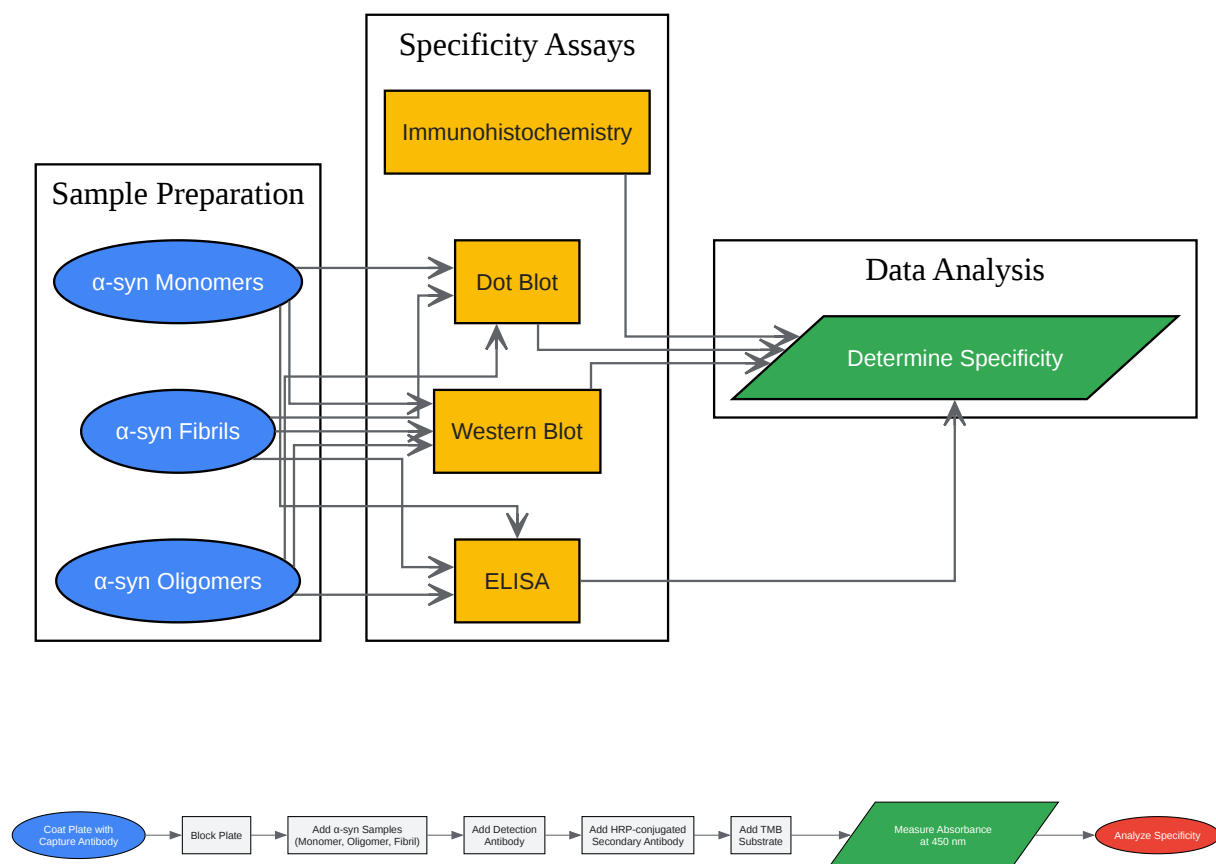 Specificity Assays
Immunohistochemistry
Sample Preparation
α-syn Monomers
Dot Blot
Data Analysis
Determine Specificity
α-syn Fibrils
Western Blot
α-syn Oligomers
ELISA
Coat Plate with
Capture Antibody
Block Plate
Add α-syn Samples
(Monomer, Oligomer, Fibril)
Add Detection
Antibody
Add HRP-conjugated
Secondary Antibody
Add TMB
Substrate
Measure Absorbance
at 450 nm
Analyze Specificity